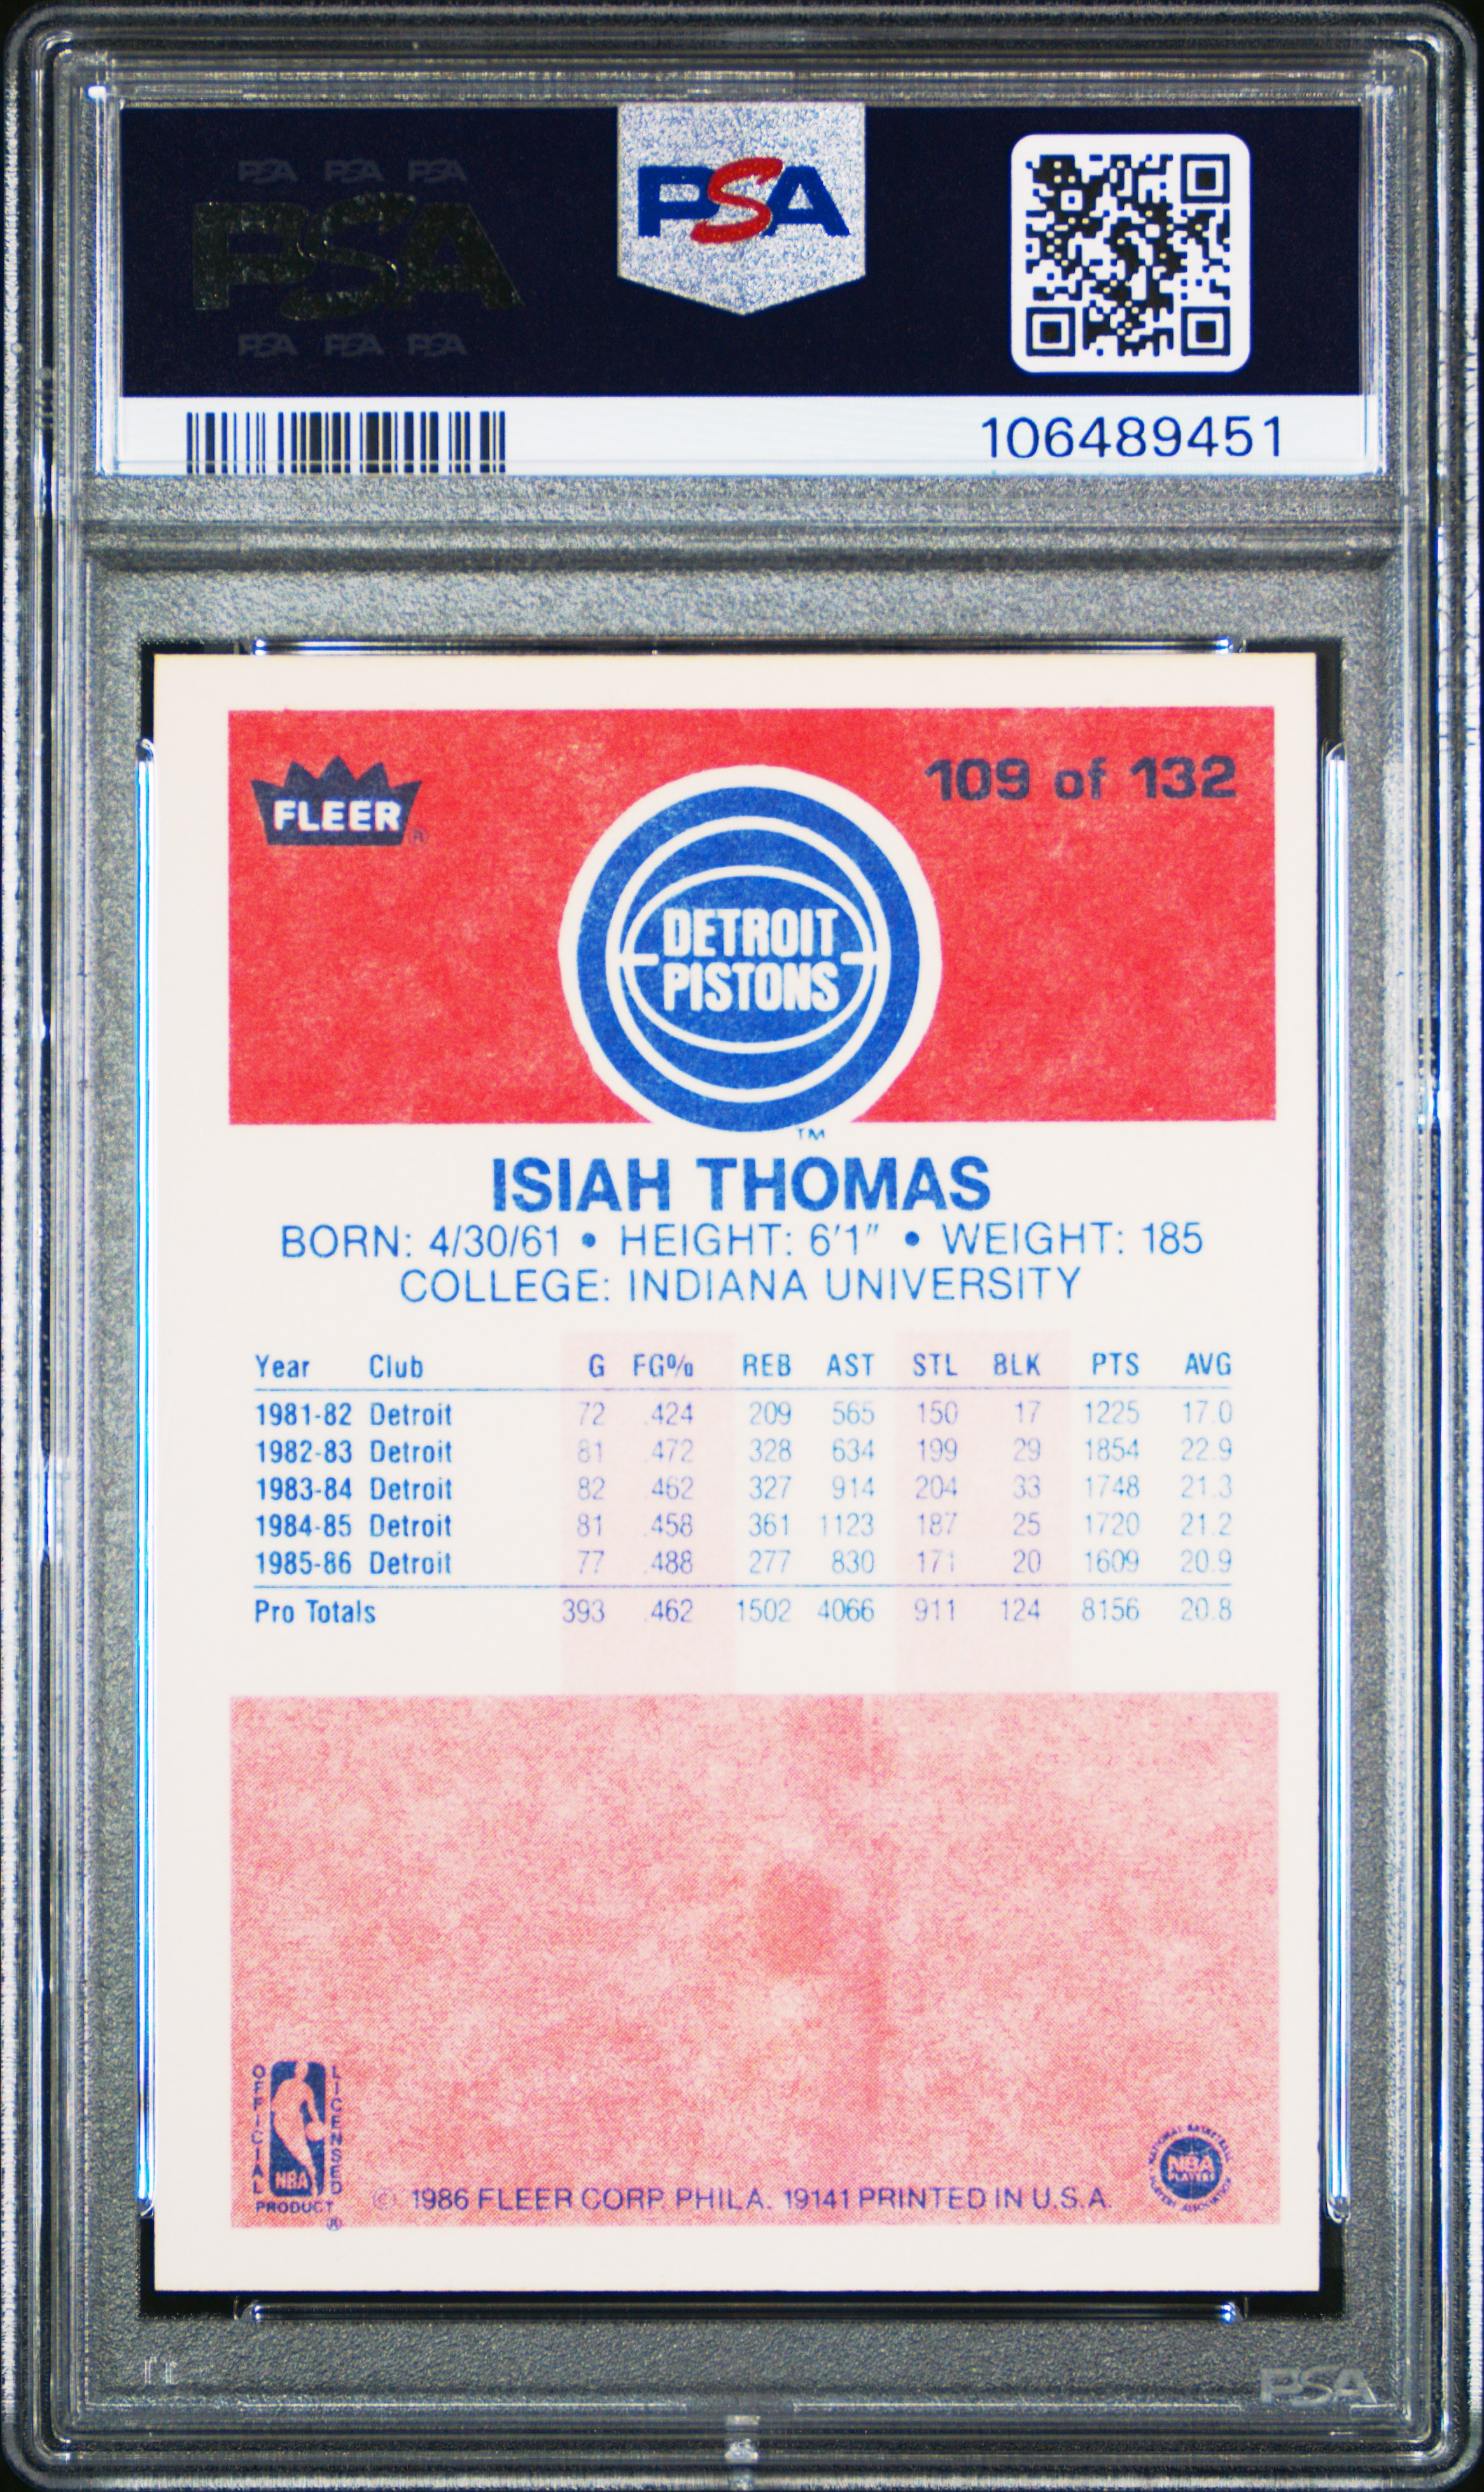 PSA PSA PSA
PSA
PSA PSA PSA
PSA
106489451
FLEER®
109 of 132
DETROIT
PISTONS
TM
ISIAH THOMAS
BORN: 4/30/61 • HEIGHT: 6'1" • WEIGHT: 185
COLLEGE: INDIANA UNIVERSITY
Year Club G FG% REB AST STL BLK PTS AVG
1981-82 Detroit 72 .424 209 565 150 17 1225 17.0
1982-83 Detroit 81 .472 328 634 199 29 1854 22.9
1983-84 Detroit 82 .462 327 914 204 33 1748 21.3
1984-85 Detroit 81 .458 361 1123 187 25 1720 21.2
1985-86 Detroit 77 .488 277 830 171 20 1609 20.9
Pro Totals 393 .462 1502 4066 911 124 8156 20.8
OFFICIAL LICENSED
NBA
PRODUCT
®
© 1986 FLEER CORP. PHILA. 19141 PRINTED IN U.S.A.
NATIONAL BASKETBALL
NBA
PLAYERS
PLAYERS ASSOCIATION
PSA